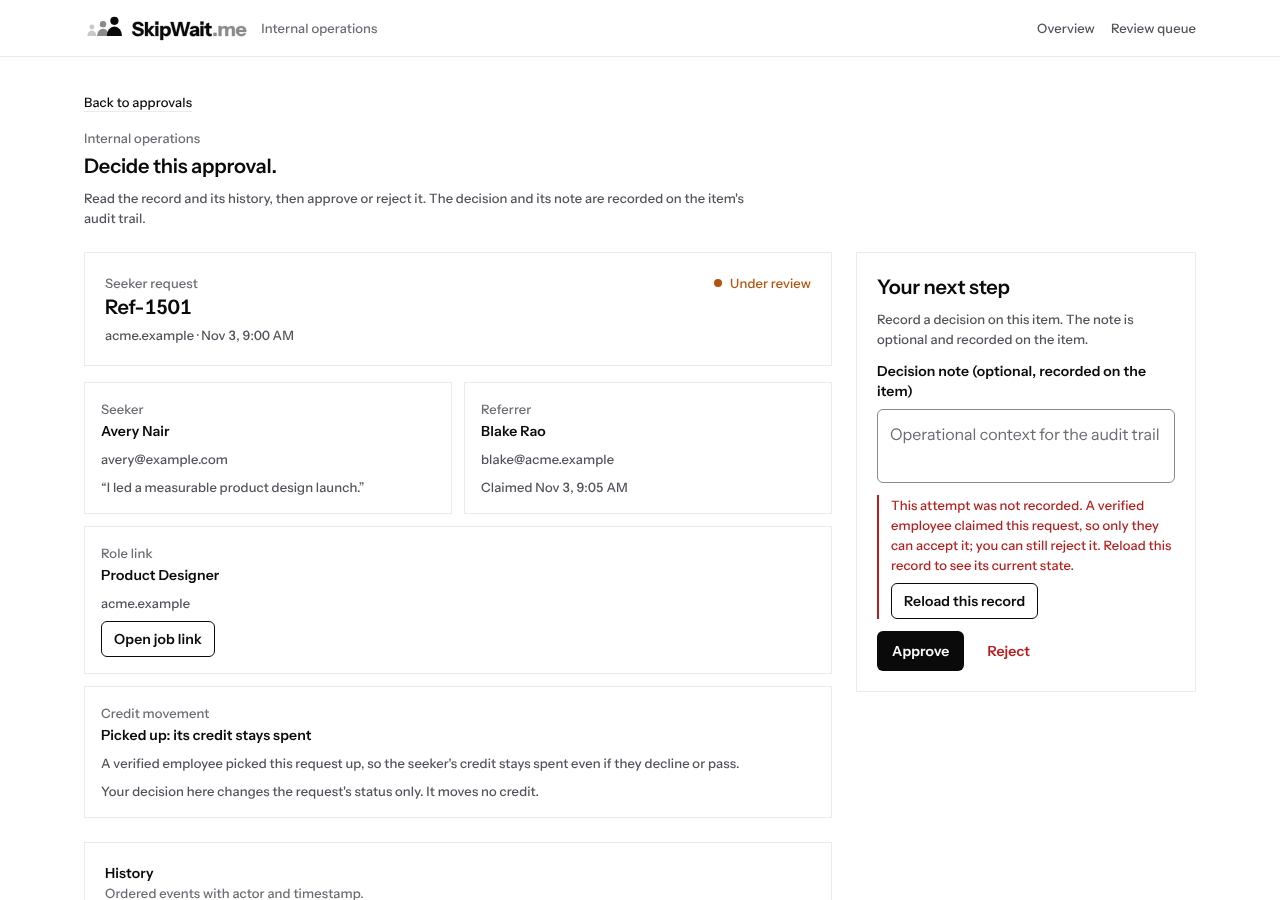 SkipWait.me Internal operations
Overview Review queue
Back to approvals
Internal operations
Decide this approval.
Read the record and its history, then approve or reject it. The decision and its note are recorded on the item's
audit trail.
Seeker request
Under review
Ref-1501
acme.example · Nov 3, 9:00 AM
Seeker
Avery Nair
avery@example.com
“I led a measurable product design launch.”
Referrer
Blake Rao
blake@acme.example
Claimed Nov 3, 9:05 AM
Role link
Product Designer
acme.example
Open job link
Credit movement
Picked up: its credit stays spent
A verified employee picked this request up, so the seeker's credit stays spent even if they decline or pass.
Your decision here changes the request's status only. It moves no credit.
History
Ordered events with actor and timestamp.
Your next step
Record a decision on this item. The note is
optional and recorded on the item.
Decision note (optional, recorded on the
item)
Operational context for the audit trail
This attempt was not recorded. A verified
employee claimed this request, so only they
can accept it; you can still reject it. Reload this
record to see its current state.
Reload this record
Approve Reject